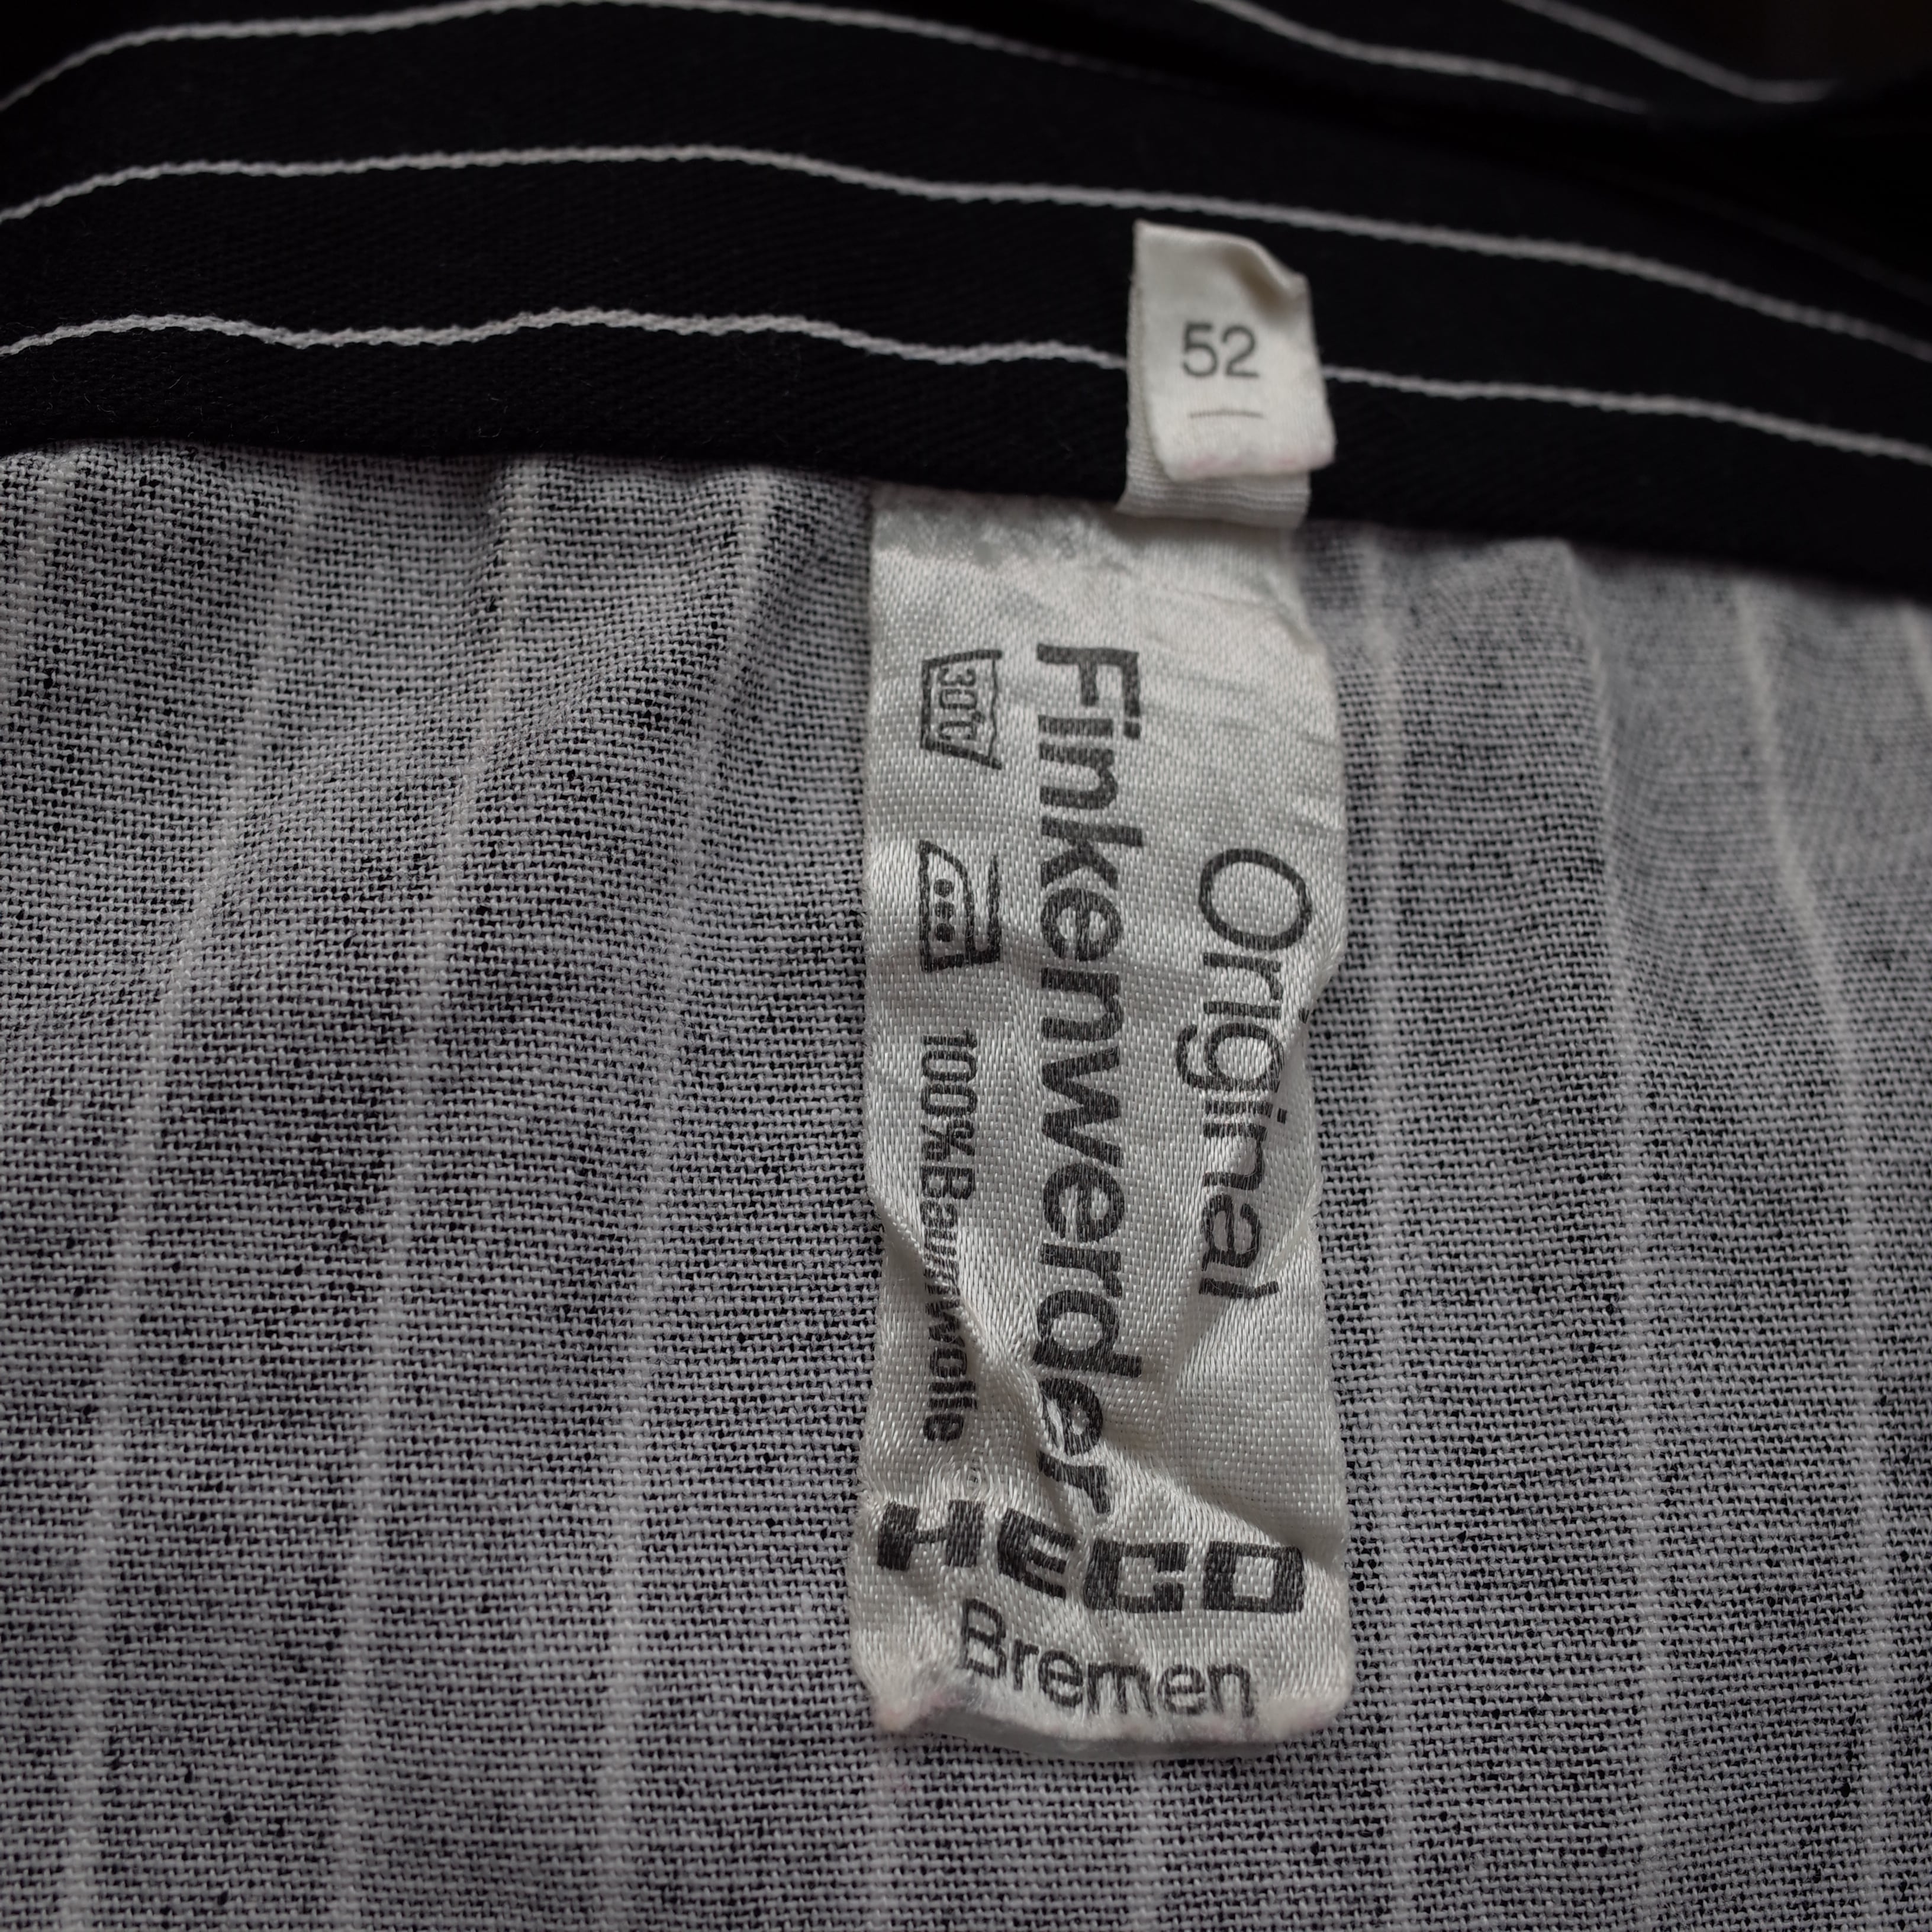 52
Original
Finkenwerder
30°C
100% Baumwolle
HECO
Bremen